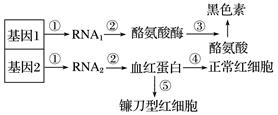 黑色素
基因1 ① RNA₁ ② 酪氨酸酶 ③
酪氨酸
基因2 ① RNA₂ ② 血红蛋白 ④ 正常红细胞
⑤
镰刀型红细胞